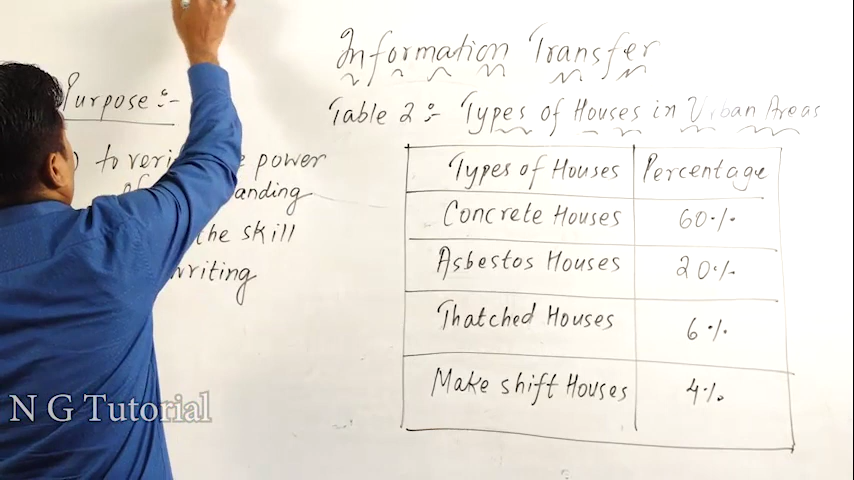 Information Transfer
Table 2:- Types of Houses in Urban Areas
Purpose:-
to power
anding
the skill
writing
Types of Houses Percentage
Concrete Houses 60%
Asbestos Houses 20%
Thatched Houses 6%
Make shift Houses 4%
N G Tutorial